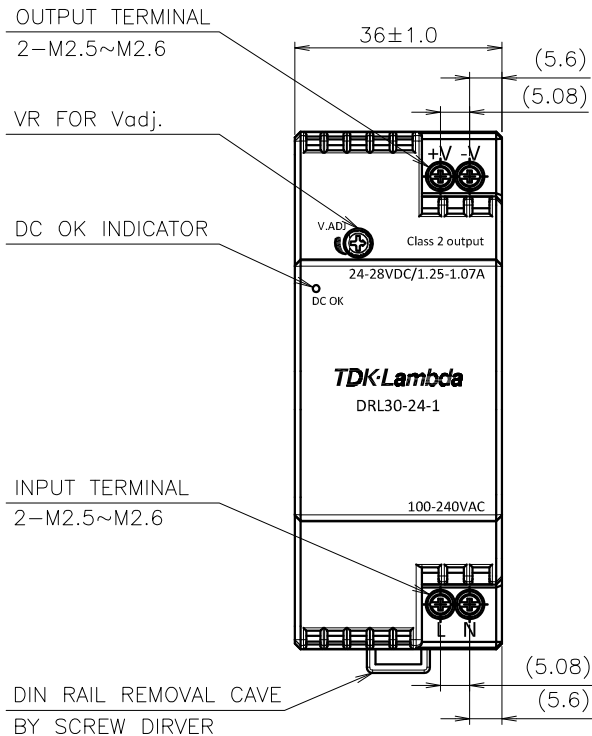 OUTPUT TERMINAL
2-M2.5~M2.6
36±1.0
(5.6)
(5.08)
VR FOR Vadj.
+V -V
V.ADJ
Class 2 output
DC OK INDICATOR
24-28VDC/1.25-1.07A
DC OK
TDK·Lambda
DRL30-24-1
INPUT TERMINAL
2-M2.5~M2.6
100-240VAC
L N
(5.08)
(5.6)
DIN RAIL REMOVAL CAVE
BY SCREW DIRVER